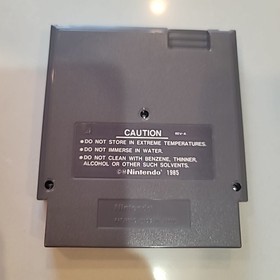 CAUTION REV-A
● DO NOT STORE IN EXTREME TEMPERATURES.
● DO NOT IMMERSE IN WATER.
● DO NOT CLEAN WITH BENZENE, THINNER,
ALCOHOL OR OTHER SUCH SOLVENTS.
©®Nintendo® 1985